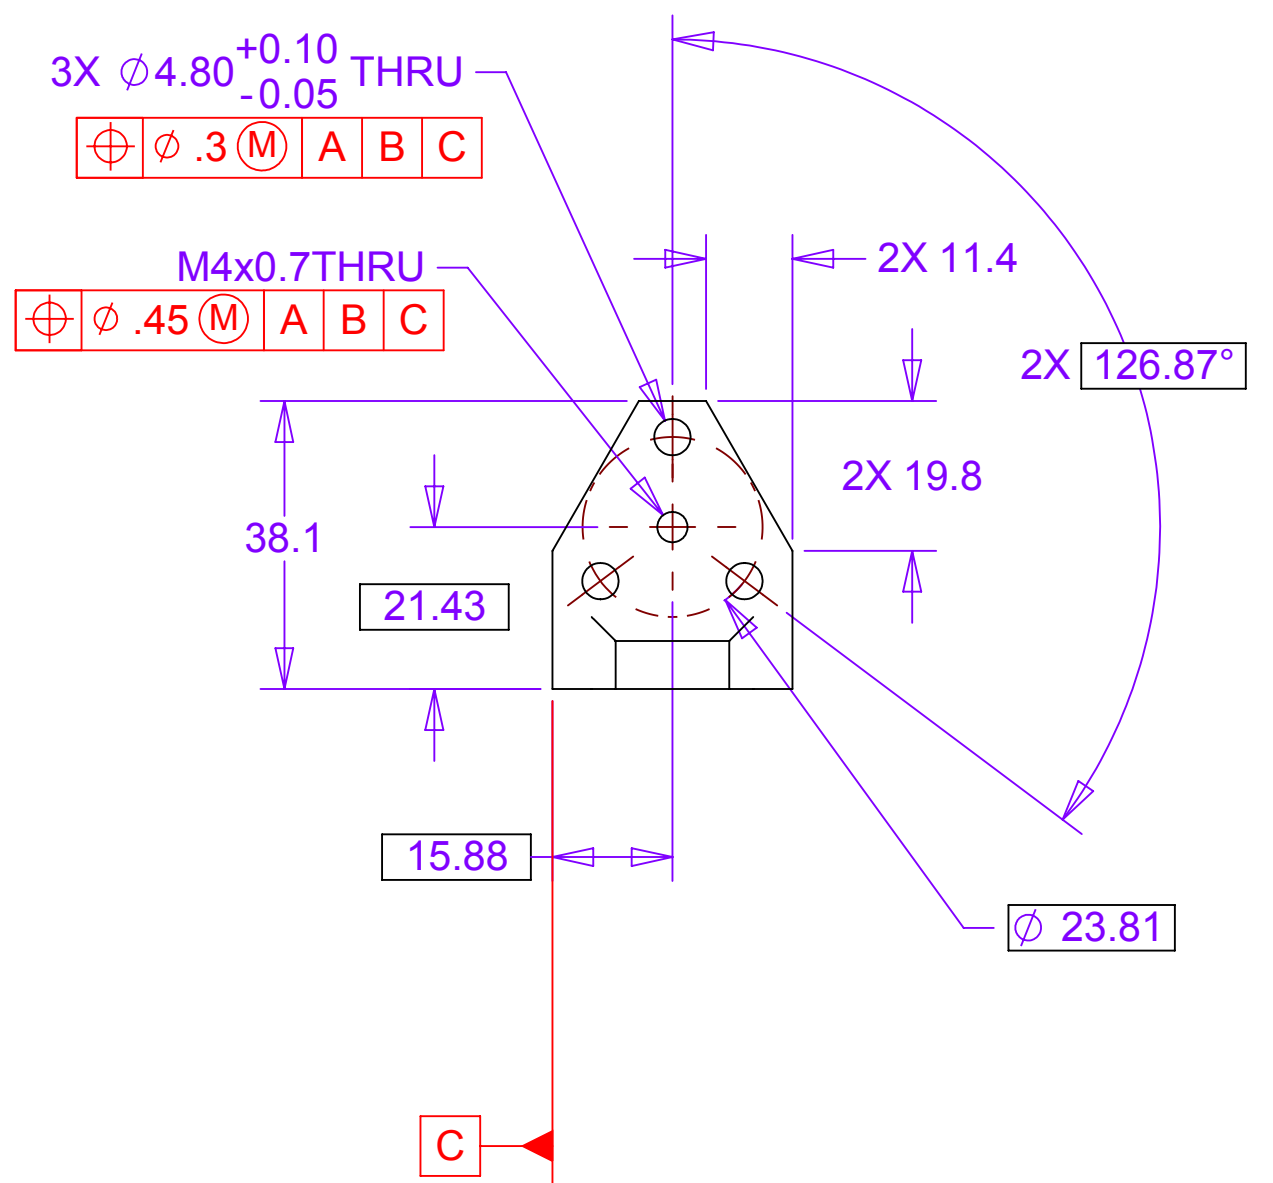 3X ⌀4.80 +0.10 -0.05 THRU
⌖ ⌀ .3 Ⓜ A B C
M4x0.7THRU
⌖ ⌀ .45 Ⓜ A B C
2X 11.4
2X 126.87°
2X 19.8
38.1
21.43
15.88
⌀ 23.81
C